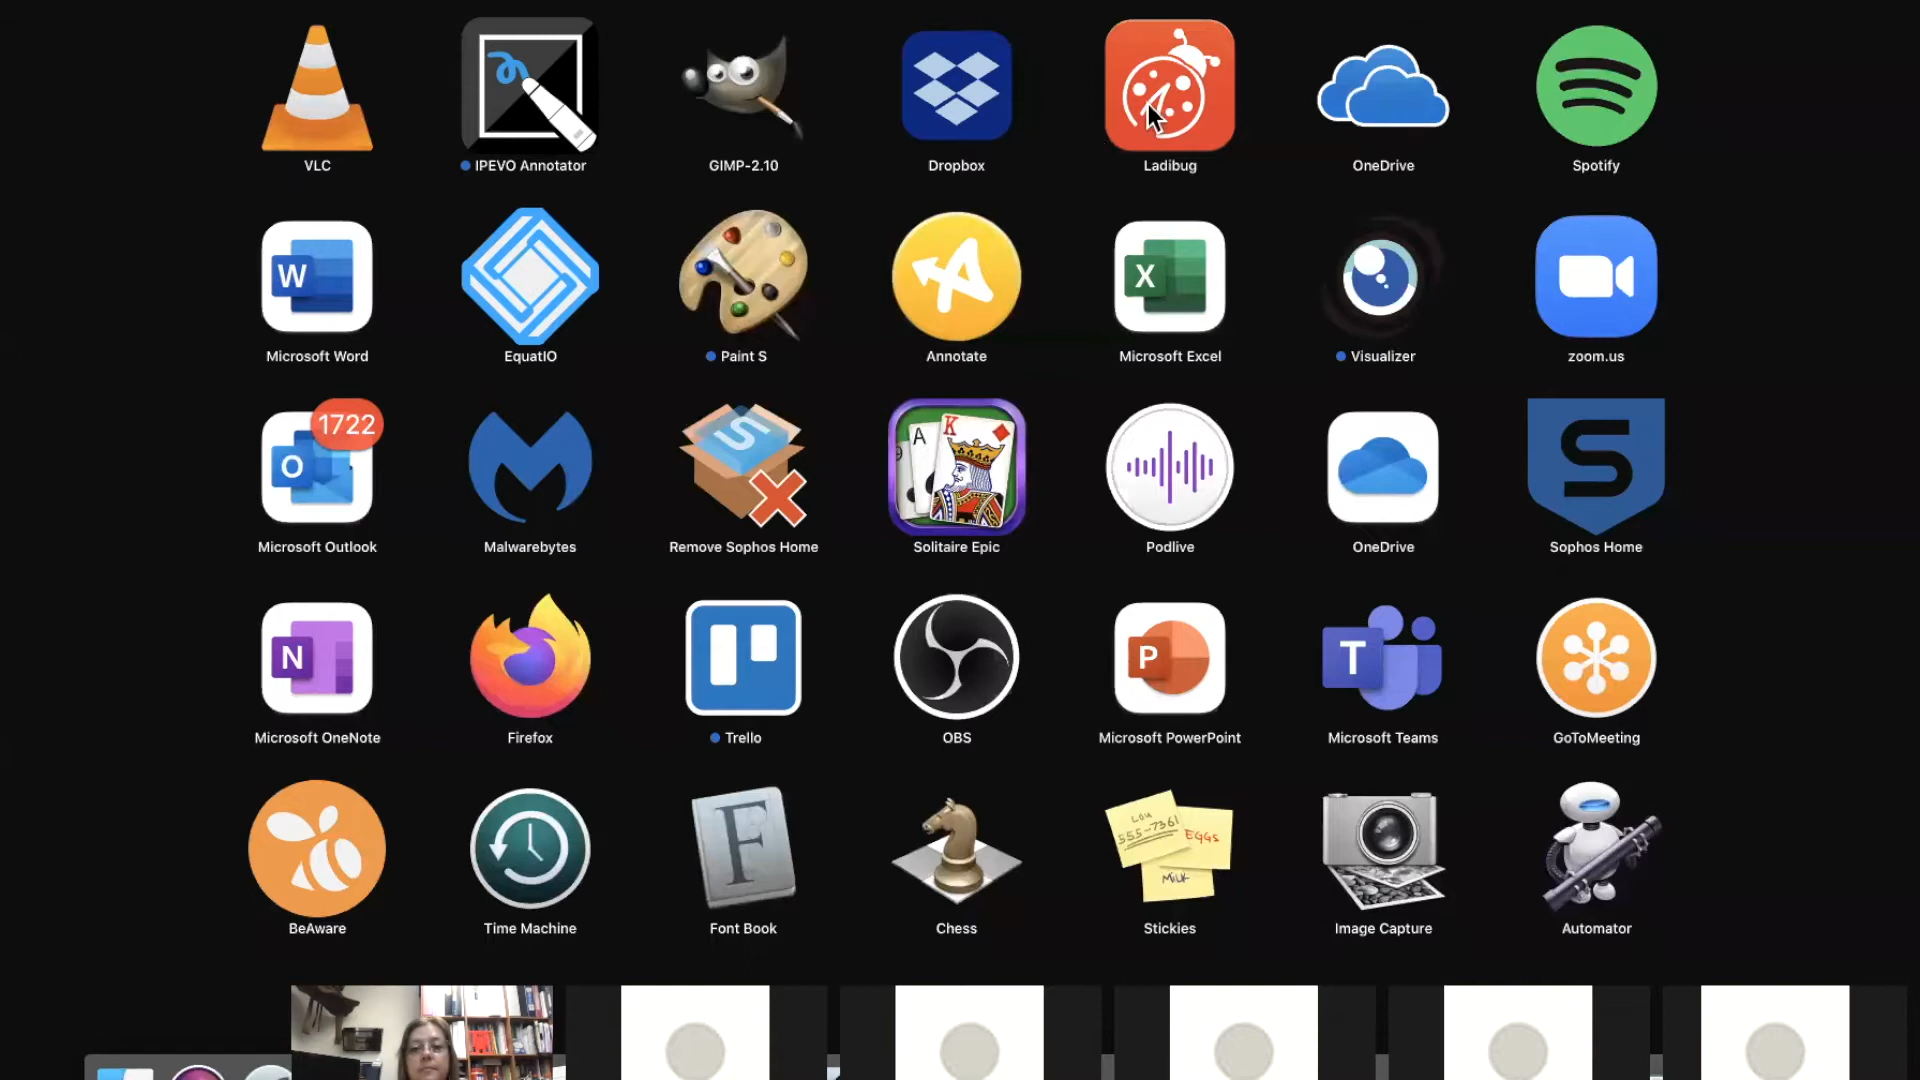 VLC
IPEVO Annotator
GIMP-2.10
Dropbox
Ladibug
OneDrive
Spotify
W
X
Microsoft Word
EquatIO
Paint S
Annotate
Microsoft Excel
Visualizer
zoom.us
1722
O
A
K
S
Microsoft Outlook
Malwarebytes
Remove Sophos Home
Solitaire Epic
Podlive
OneDrive
Sophos Home
N
P
T
Microsoft OneNote
Firefox
Trello
OBS
Microsoft PowerPoint
Microsoft Teams
GoToMeeting
F
Lou
555-7361
EGGS
MILK
BeAware
Time Machine
Font Book
Chess
Stickies
Image Capture
Automator